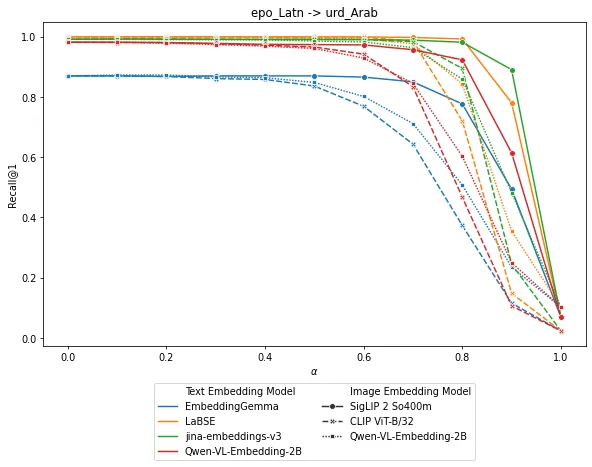 epo_Latn -> urd_Arab
Recall@1
1.0
0.8
0.6
0.4
0.2
0.0
0.0 0.2 0.4 0.6 0.8 1.0
α
Text Embedding Model
EmbeddingGemma
LaBSE
jina-embeddings-v3
Qwen-VL-Embedding-2B
Image Embedding Model
SigLIP 2 So400m
CLIP ViT-B/32
Qwen-VL-Embedding-2B